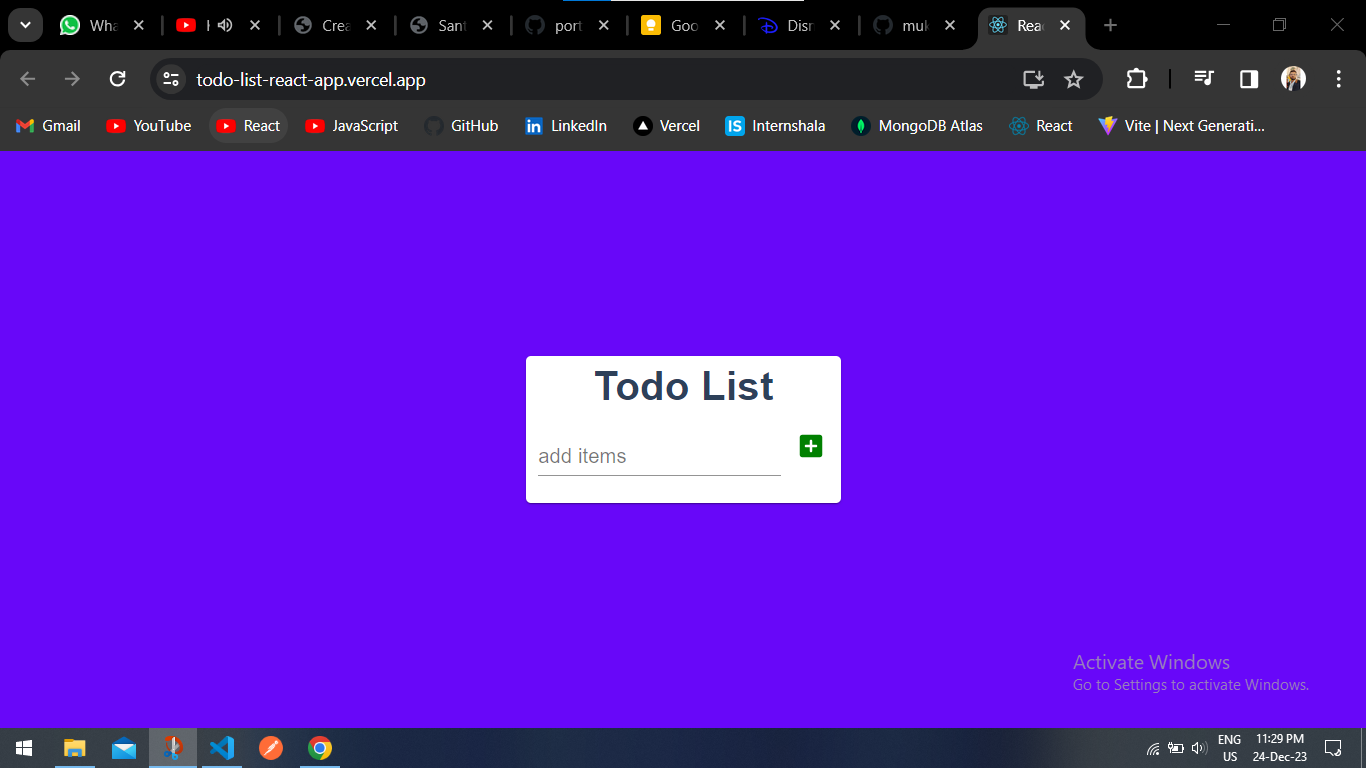 Wha
Crea
Sant
port
Goo
Disn
muk
Reac
todo-list-react-app.vercel.app
Gmail YouTube React JavaScript GitHub LinkedIn Vercel IS Internshala MongoDB Atlas React Vite | Next Generati...
Todo List
add items
Activate Windows
Go to Settings to activate Windows.
ENG 11:29 PM
US 24-Dec-23